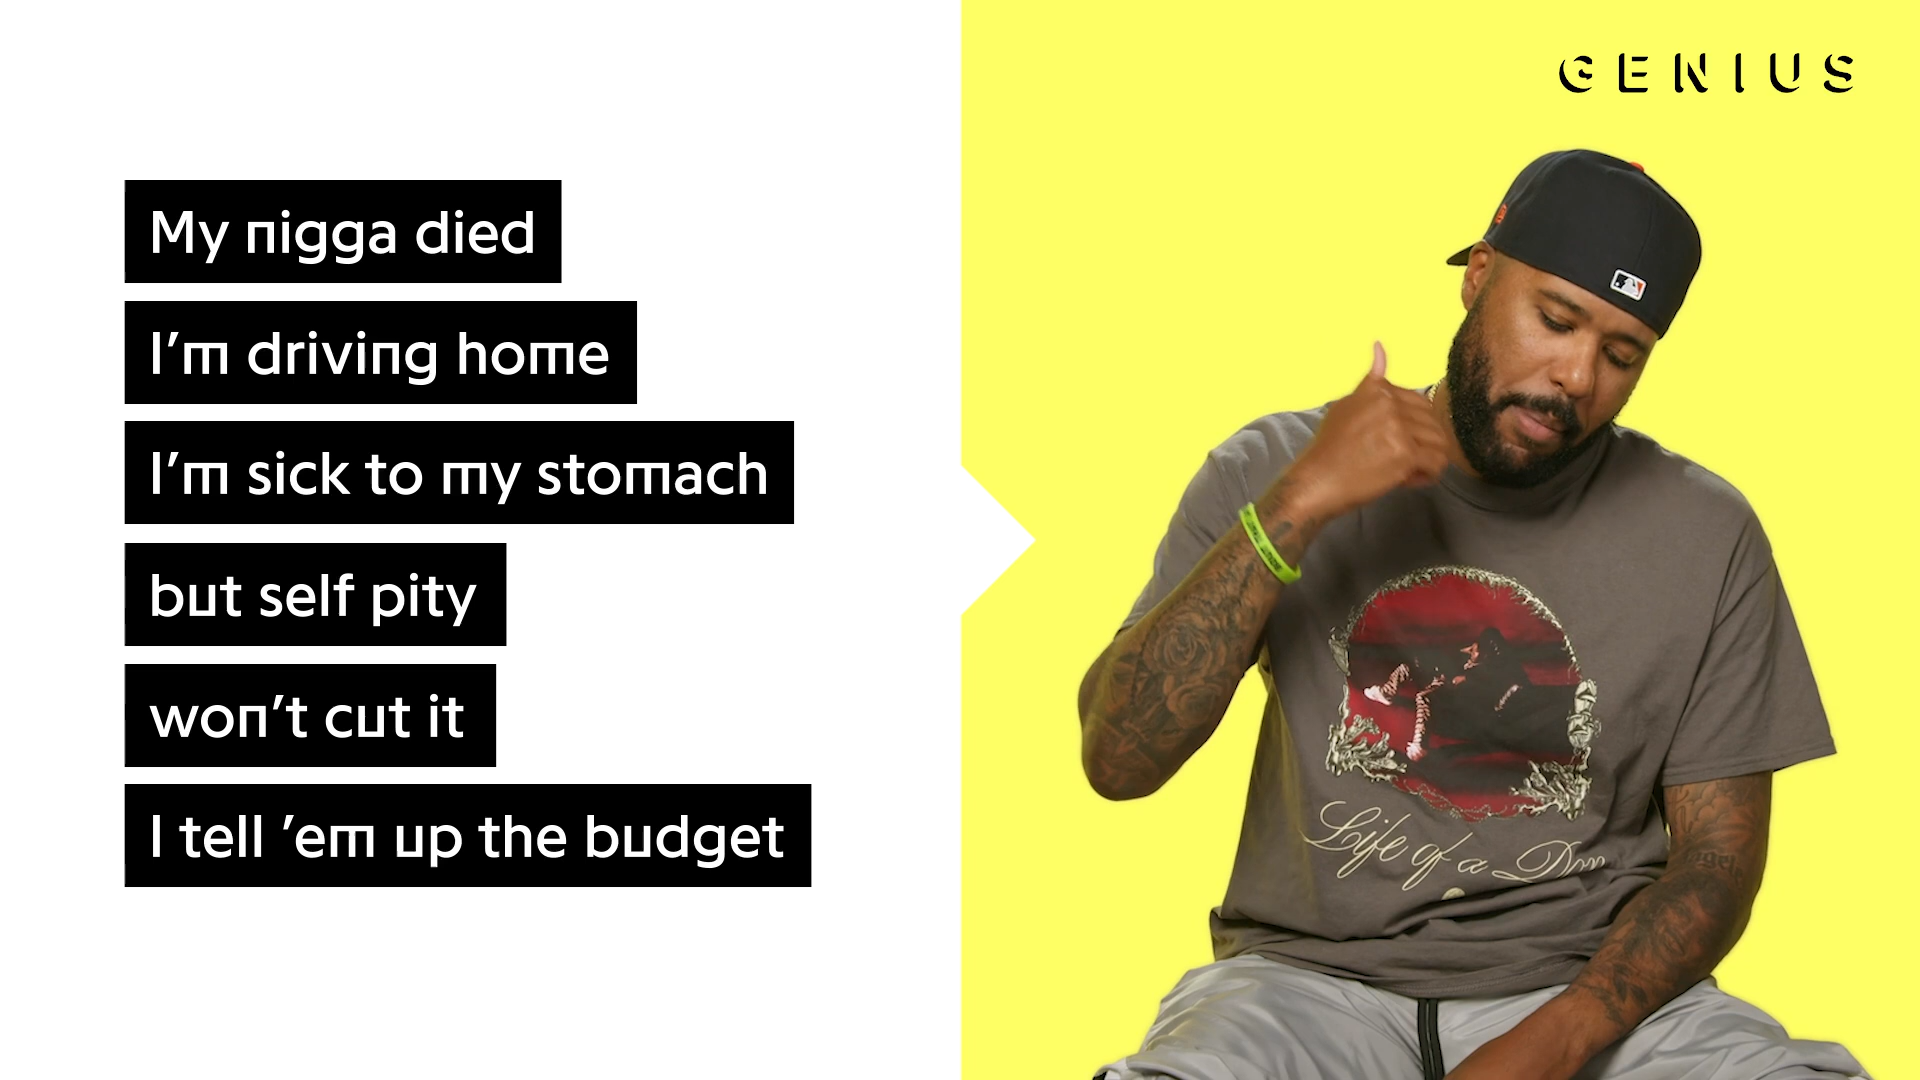 GENIUS
My nigga died
I’m driving home
I’m sick to my stomach
but self pity
won’t cut it
I tell ’em up the budget
Life of a Don